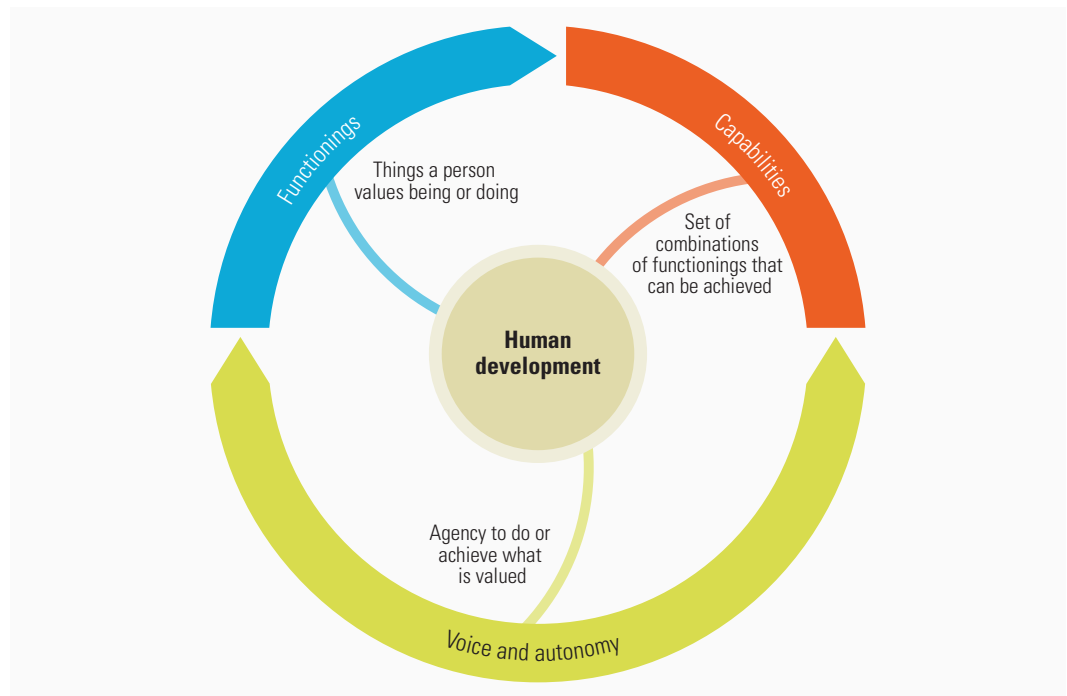 Functionings
Things a person
values being or doing
Capabilities
Set of
combinations
of functionings that
can be achieved
Human
development
Agency to do or
achieve what
is valued
Voice and autonomy